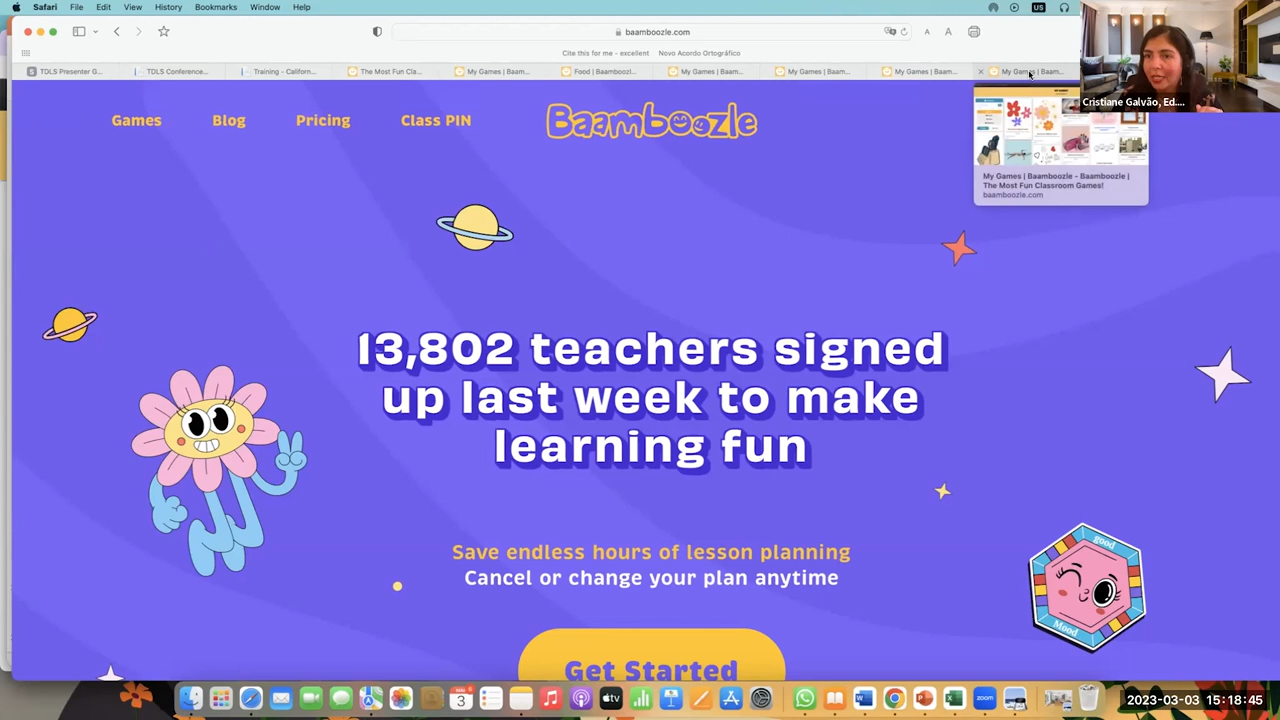 Safari File Edit View History Bookmarks Window Help
US
baamboozle.com
Cite this for me - excellent Novo Acordo Ortográfico
TDLS Presenter G... TDLS Conference... Training - Californ... The Most Fun Cla... My Games | Baam... Food | Baamboozl... My Games | Baam... My Games | Baam... My Games | Baam... My Games | Baam...
Cristiane Galvão, Ed....
Games Blog Pricing Class PIN Baamboozle
My Games | Baamboozle - Baamboozle |
The Most Fun Classroom Games!
baamboozle.com
13,802 teachers signed
up last week to make
learning fun
Save endless hours of lesson planning
Cancel or change your plan anytime
good
Mood
Get Started
3
tv
zoom
2023-03-03 15:18:45